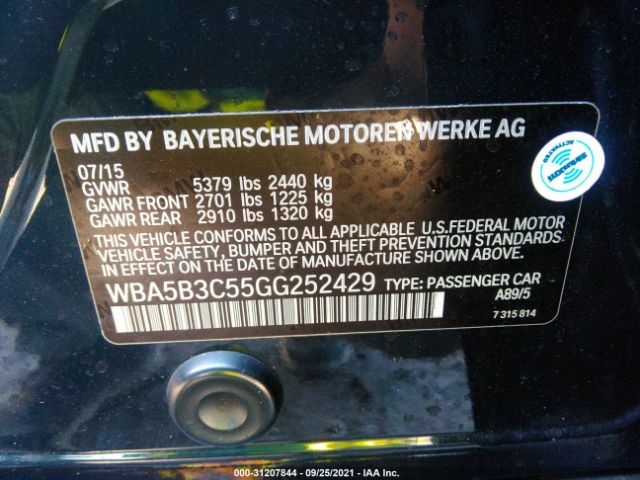 MFD BY BAYERISCHE MOTOREN WERKE AG
07/15
GVWR 5379 lbs 2440 kg
GAWR FRONT 2701 lbs 1225 kg
GAWR REAR 2910 lbs 1320 kg
THIS VEHICLE CONFORMS TO ALL APPLICABLE U.S.FEDERAL MOTOR
VEHICLE SAFETY, BUMPER AND THEFT PREVENTION STANDARDS
IN EFFECT ON THE DATE OF MANUFACTURE SHOWN ABOVE.
WBA5B3C55GG252429 TYPE: PASSENGER CAR
A89/5
7 315 814
ACTIVATED
SiriusXM
000-31207844 - 09/25/2021 - IAA Inc.